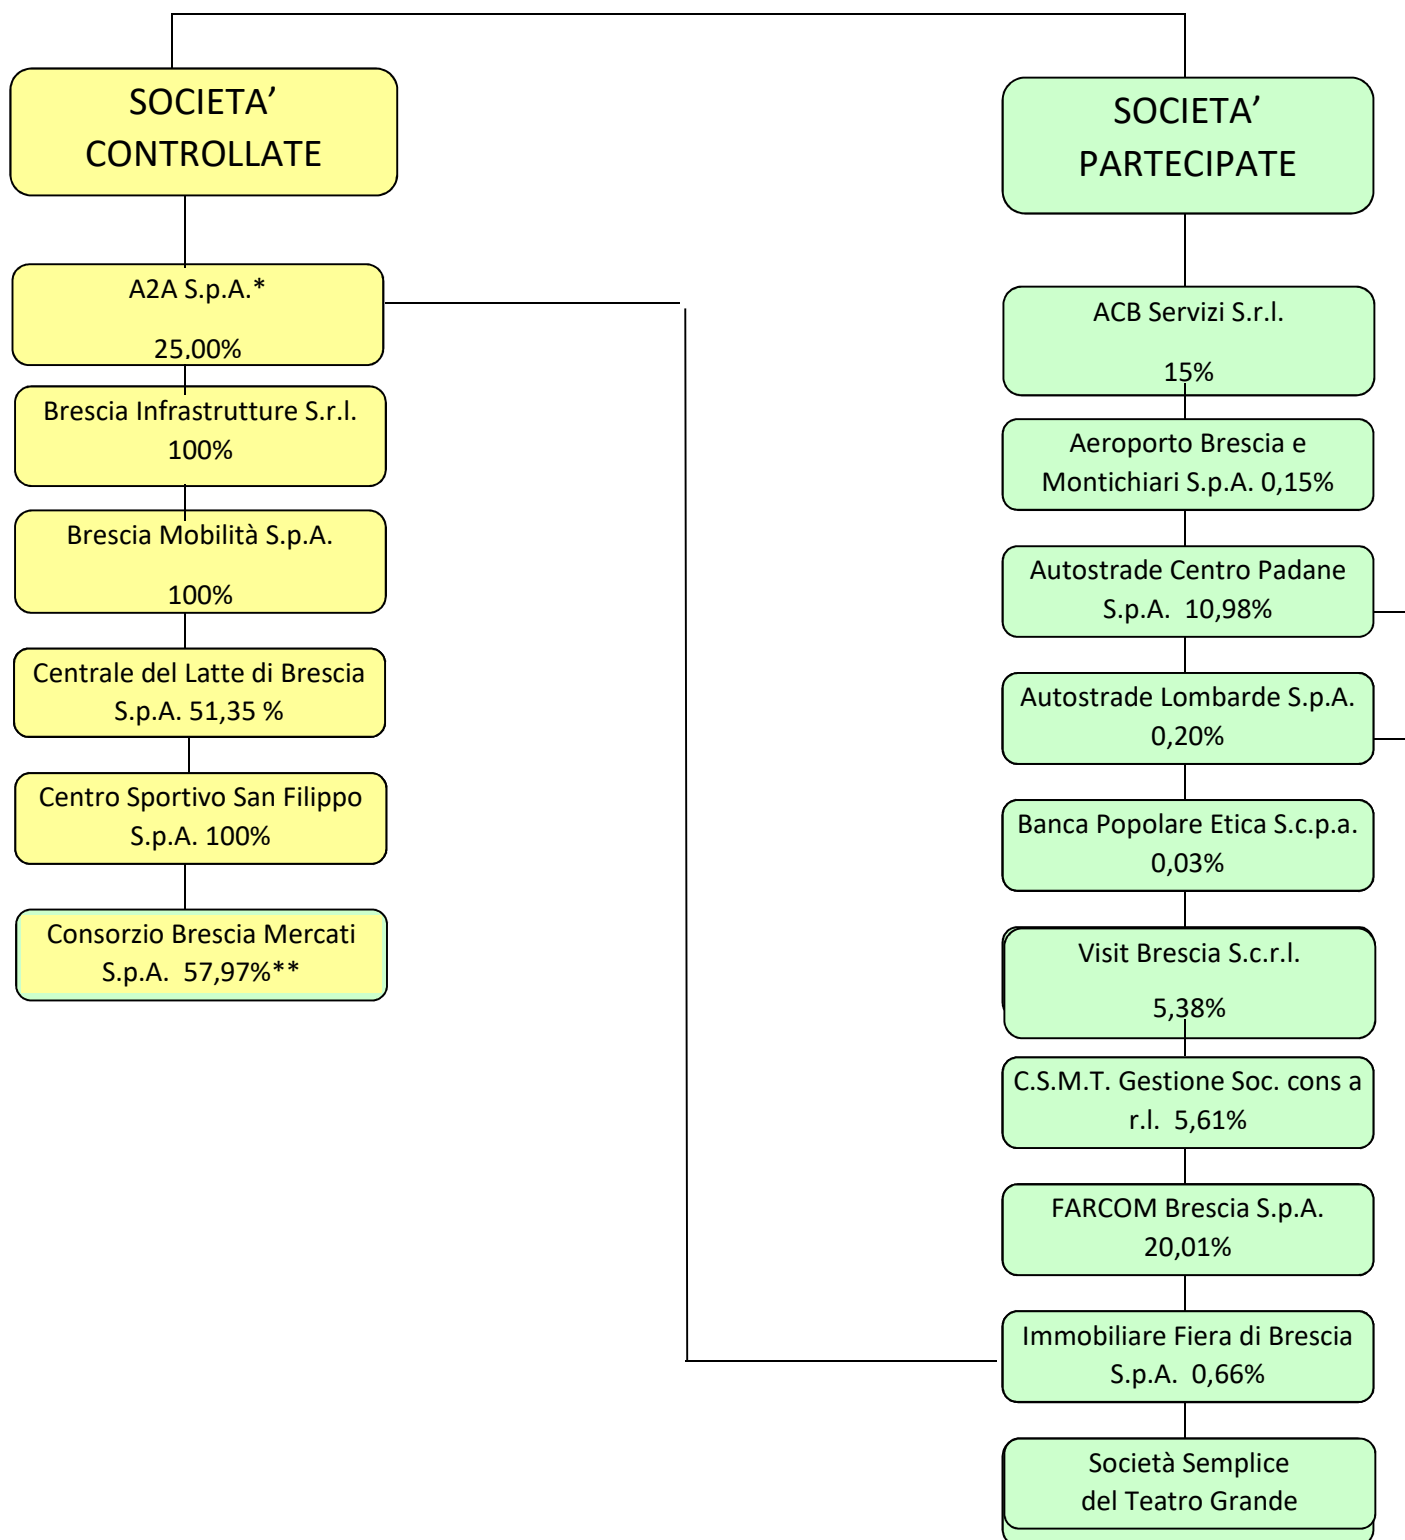 SOCIETA’
CONTROLLATE
A2A S.p.A.*
25,00%
Brescia Infrastrutture S.r.l.
100%
Brescia Mobilità S.p.A.
100%
Centrale del Latte di Brescia
S.p.A. 51,35 %
Centro Sportivo San Filippo
S.p.A. 100%
Consorzio Brescia Mercati
S.p.A.  57,97%**
SOCIETA’
PARTECIPATE
ACB Servizi S.r.l.
15%
Aeroporto Brescia e
Montichiari S.p.A. 0,15%
Autostrade Centro Padane
S.p.A.  10,98%
Autostrade Lombarde S.p.A.
0,20%
Banca Popolare Etica S.c.p.a.
0,03%
Visit Brescia S.c.r.l.
5,38%
C.S.M.T. Gestione Soc. cons a
r.l.  5,61%
FARCOM Brescia S.p.A.
20,01%
Immobiliare Fiera di Brescia
S.p.A.  0,66%
Società Semplice
del Teatro Grande